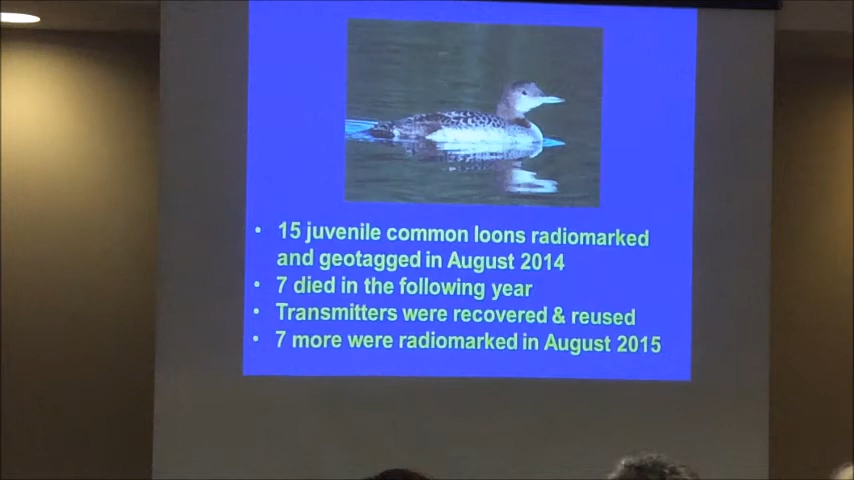 • 15 juvenile common loons radiomarked
and geotagged in August 2014
• 7 died in the following year
• Transmitters were recovered & reused
• 7 more were radiomarked in August 2015